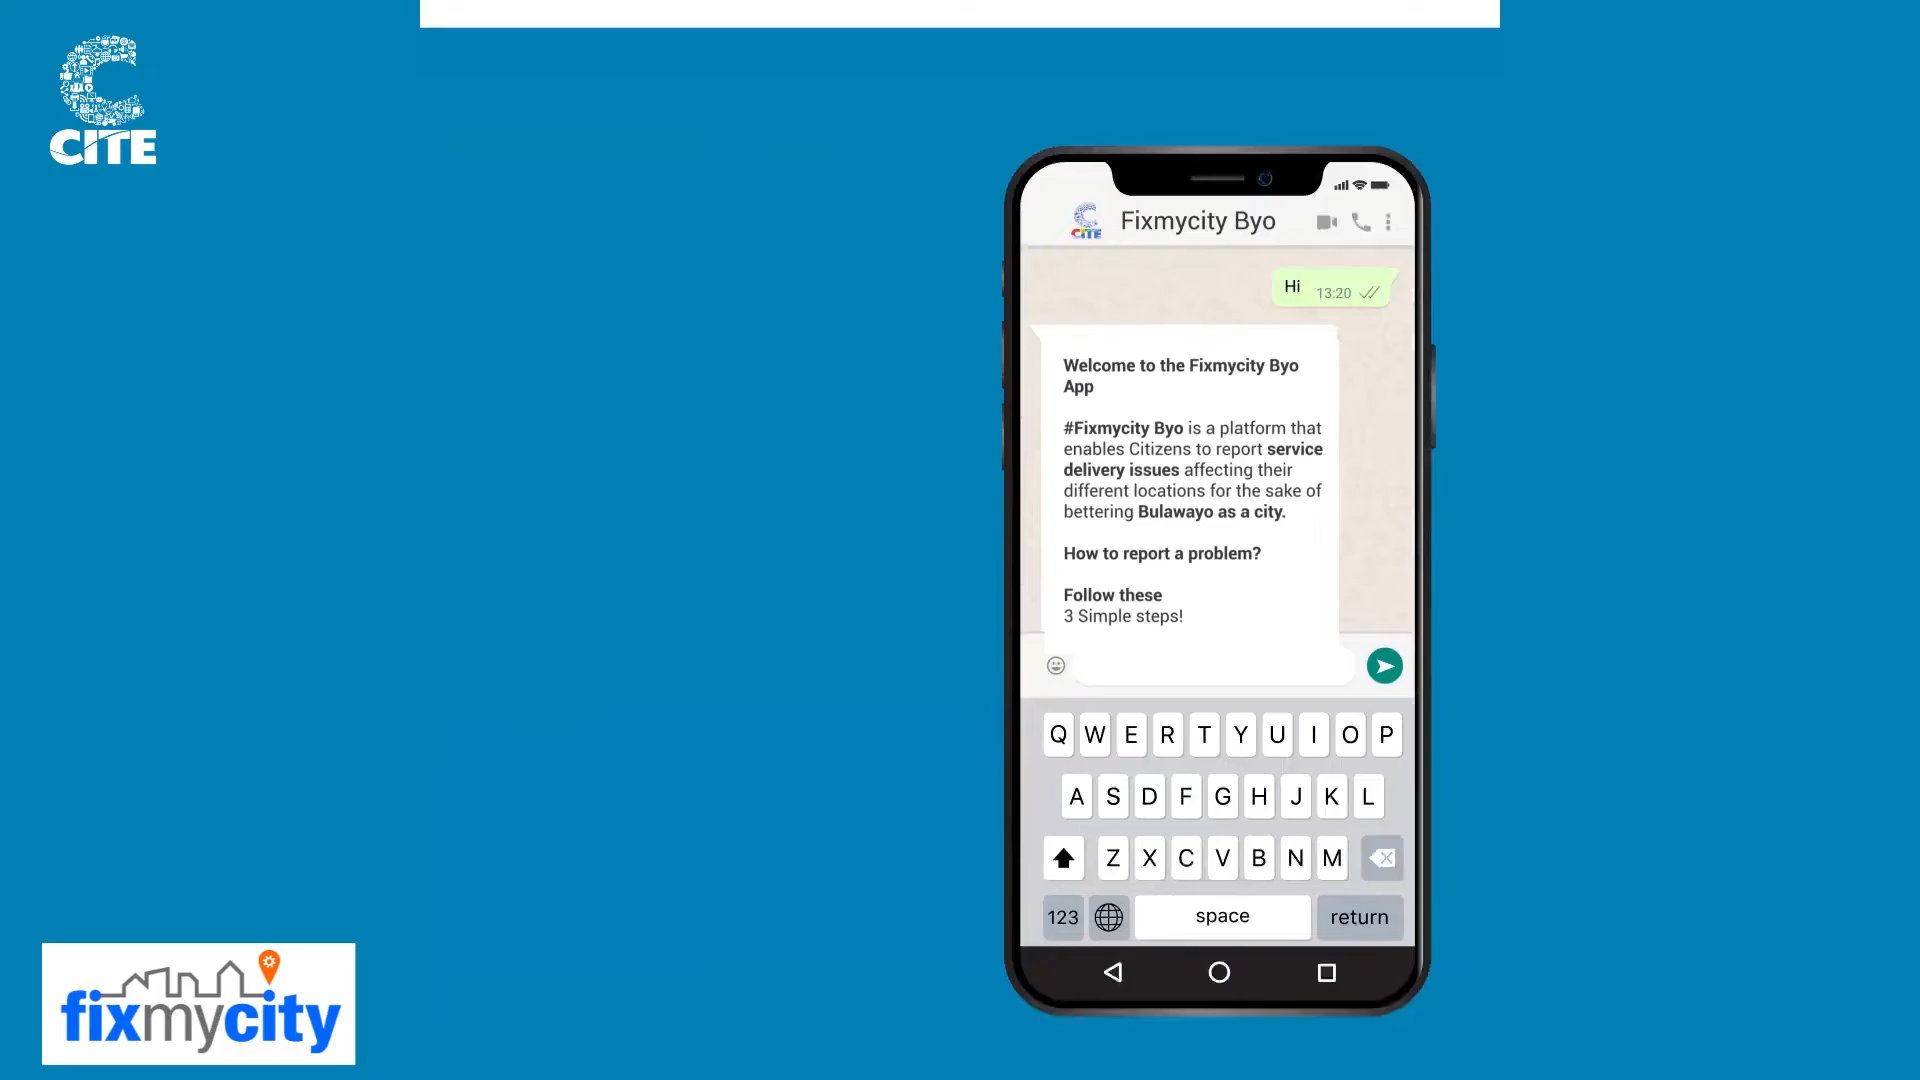 CITE
CITE
Fixmycity Byo
Hi
13:20
Welcome to the Fixmycity Byo
App
#Fixmycity Byo is a platform that
enables Citizens to report service
delivery issues affecting their
different locations for the sake of
bettering Bulawayo as a city.
How to report a problem?
Follow these
3 Simple steps!
Q W E R T Y U I O P
A S D F G H J K L
Z X C V B N M
123 space return
fixmycity